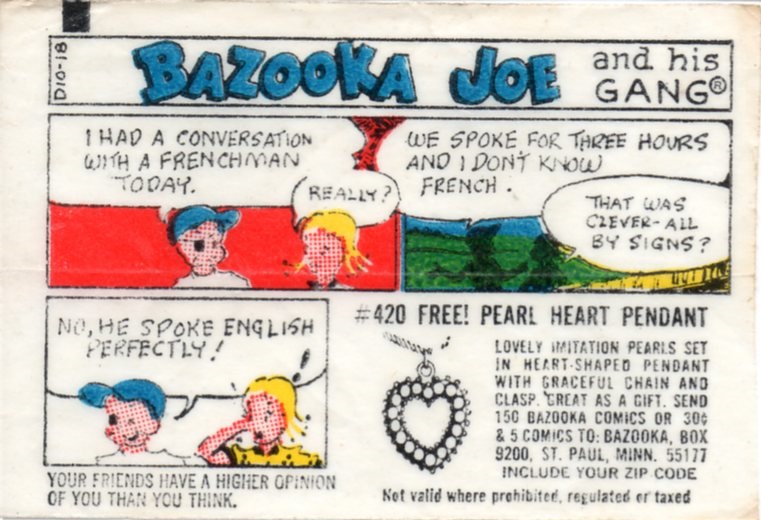 D10-18
BAZOOKA JOE
and his
GANG®
I HAD A CONVERSATION
WITH A FRENCHMAN
TODAY.
REALLY?
WE SPOKE FOR THREE HOURS
AND I DON'T KNOW
FRENCH.
THAT WAS
CLEVER-ALL
BY SIGNS?
NO, HE SPOKE ENGLISH
PERFECTLY!
YOUR FRIENDS HAVE A HIGHER OPINION
OF YOU THAN YOU THINK.
#420 FREE! PEARL HEART PENDANT
LOVELY IMITATION PEARLS SET
IN HEART-SHAPED PENDANT
WITH GRACEFUL CHAIN AND
CLASP. GREAT AS A GIFT. SEND
150 BAZOOKA COMICS OR 30¢
& 5 COMICS TO: BAZOOKA, BOX
9200, ST. PAUL, MINN. 55177
INCLUDE YOUR ZIP CODE
Not valid where prohibited, regulated or taxed